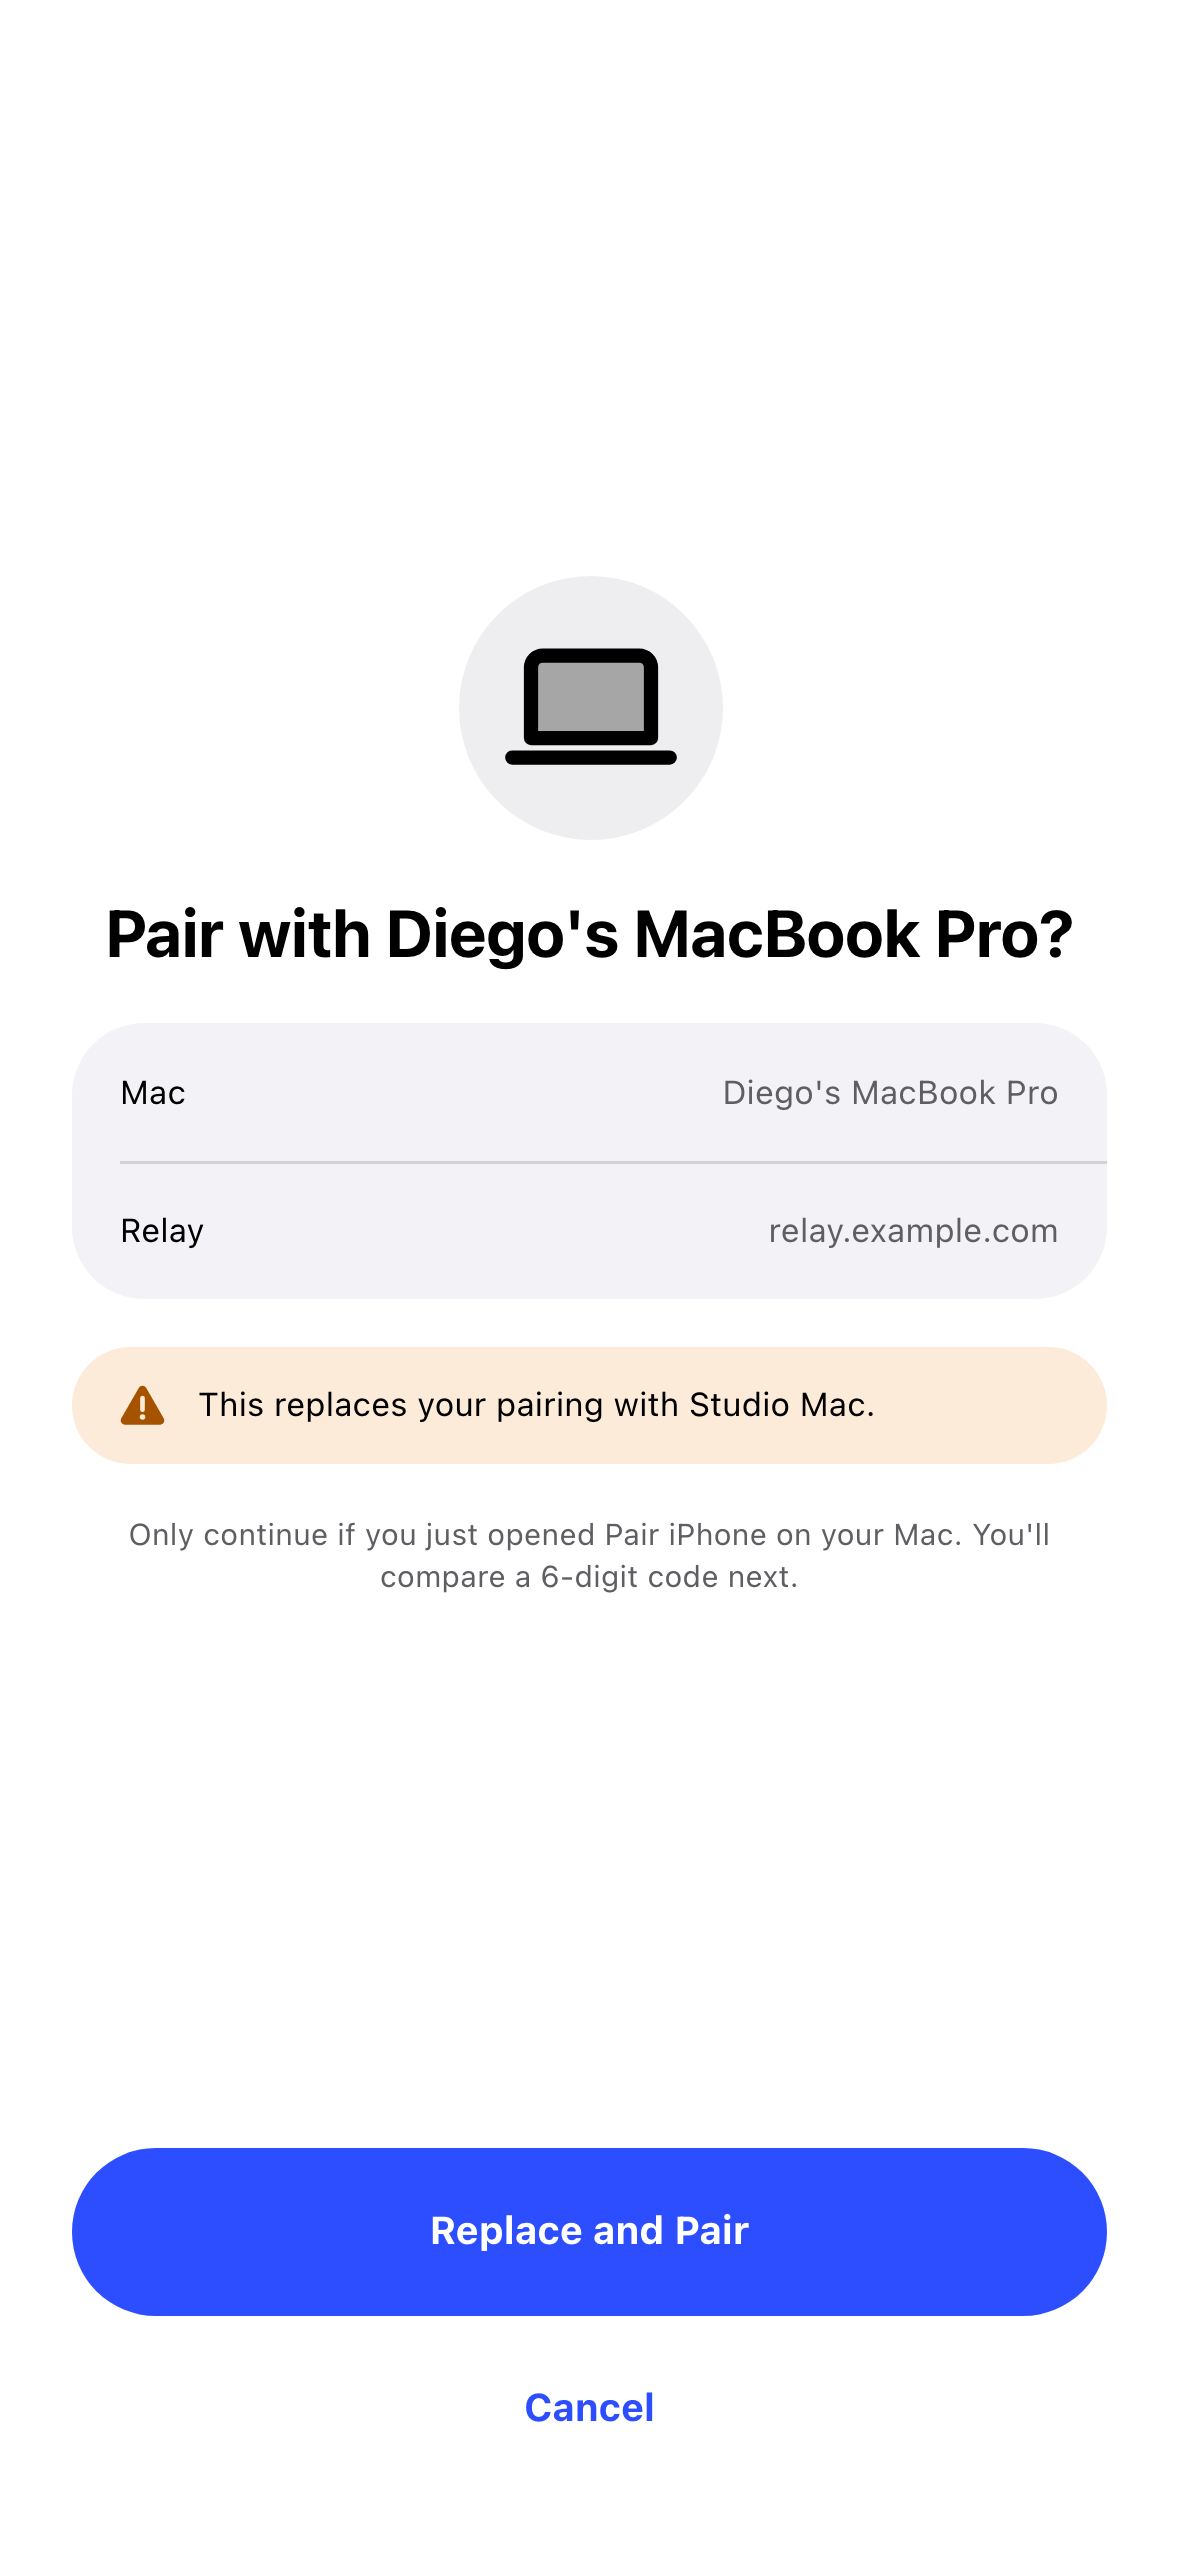 Pair with Diego's MacBook Pro?
Mac
Diego's MacBook Pro
Relay
relay.example.com
This replaces your pairing with Studio Mac.
Only continue if you just opened Pair iPhone on your Mac. You'll
compare a 6-digit code next.
Replace and Pair
Cancel